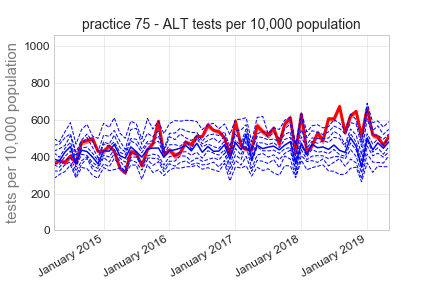 practice 75 - ALT tests per 10,000 population
tests per 10,000 population
1000
800
600
400
200
0
January 2015
January 2016
January 2017
January 2018
January 2019